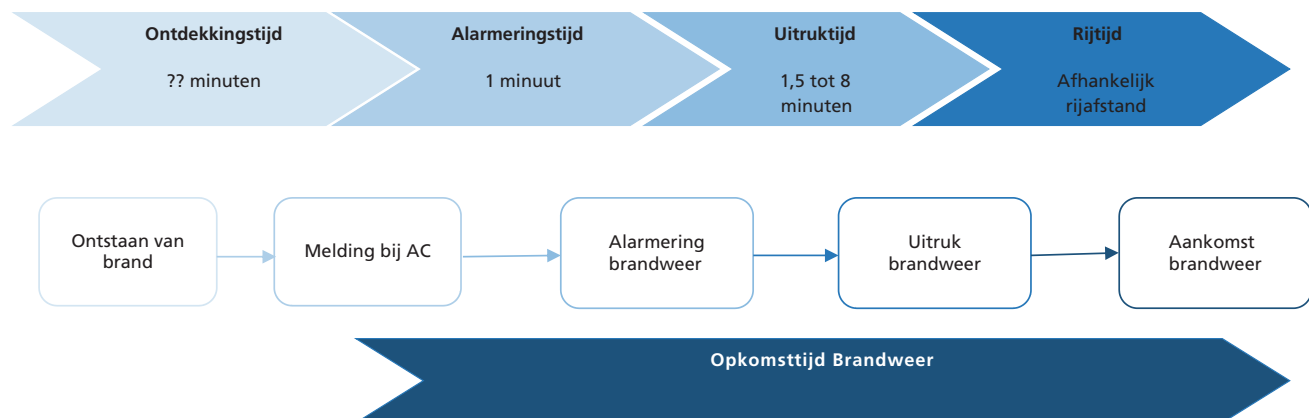 Ontdekkingstijd
?? minuten
Alarmeringstijd
1 minuut
Uitruktijd
1,5 tot 8
minuten
Rijtijd
Afhankelijk
rijafstand
Ontstaan van
brand
Melding bij AC
Alarmering
brandweer
Uitruk
brandweer
Aankomst
brandweer
Opkomsttijd Brandweer